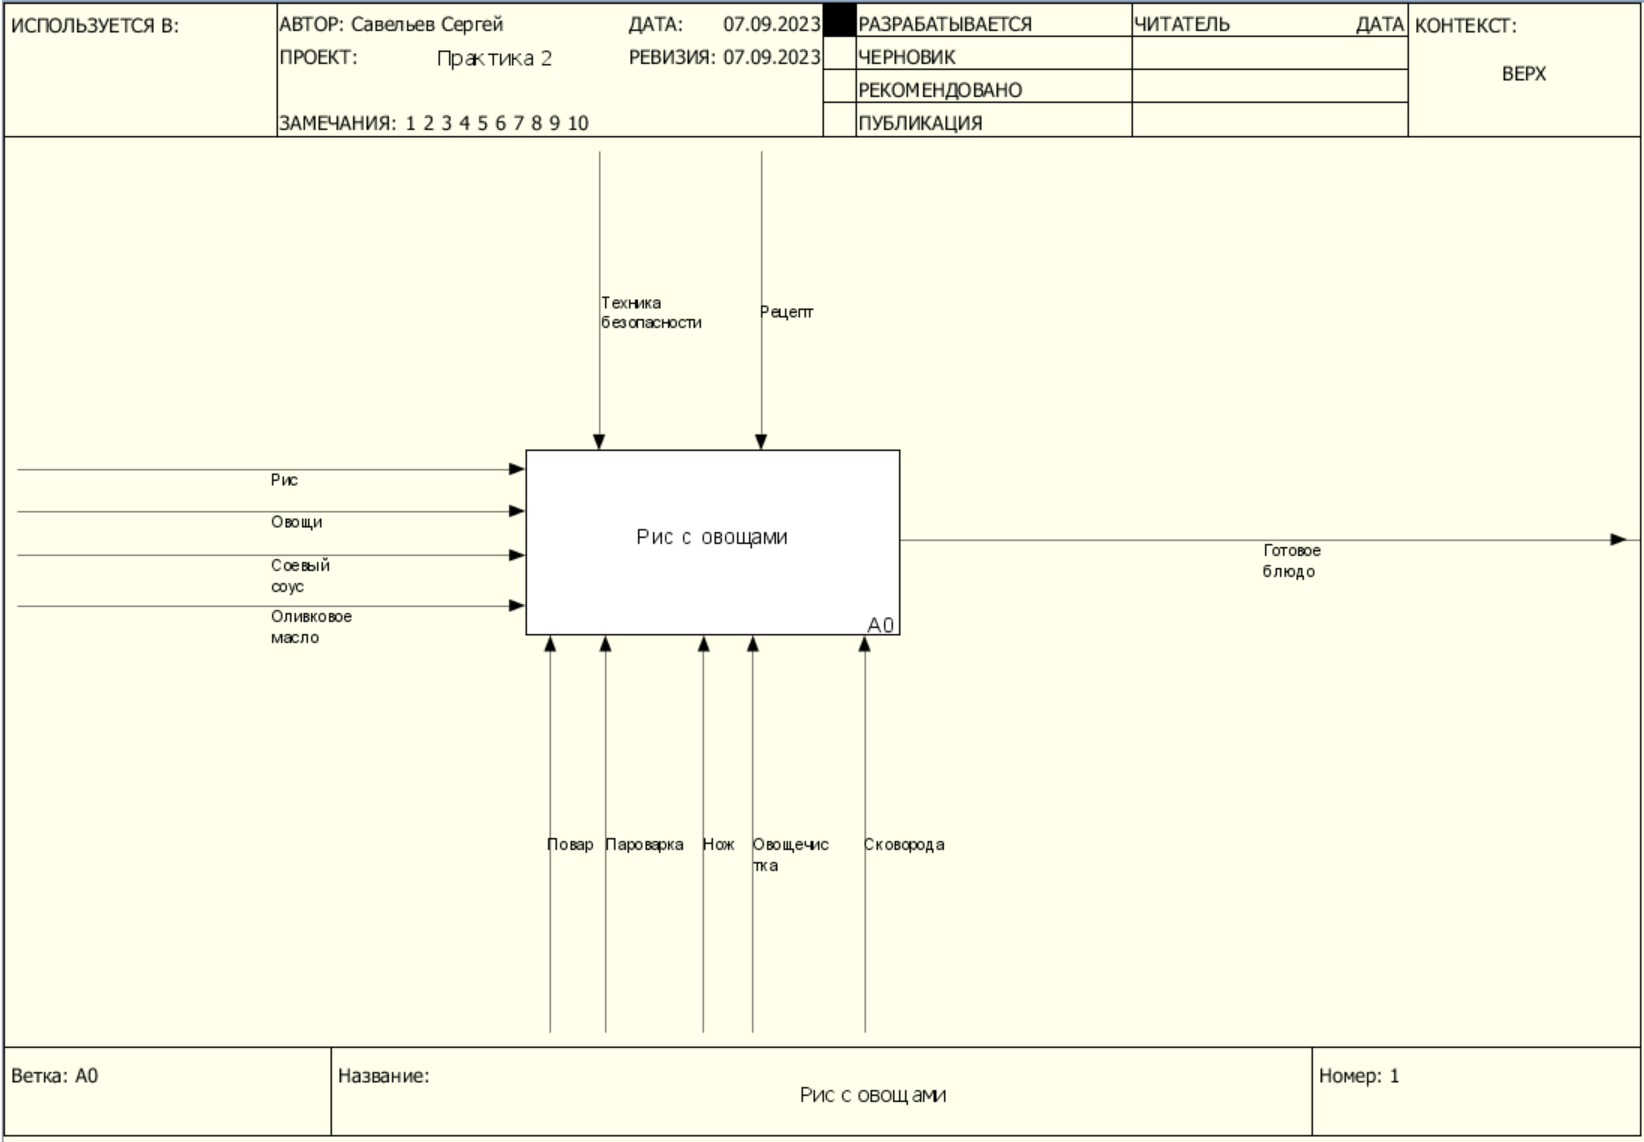 ИСПОЛЬЗУЕТСЯ В:
АВТОР: Савельев Сергей
ДАТА: 07.09.2023
РАЗРАБАТЫВАЕТСЯ
ЧИТАТЕЛЬ ДАТА
КОНТЕКСТ:
ПРОЕКТ: Практика 2
РЕВИЗИЯ: 07.09.2023
ЧЕРНОВИК
ВЕРХ
РЕКОМЕНДОВАНО
ЗАМЕЧАНИЯ: 1 2 3 4 5 6 7 8 9 10
ПУБЛИКАЦИЯ
Техника
безопасности
Рецепт
Рис
Овощи
Соевый
соус
Оливковое
масло
Рис с овощами
A0
Готовое
блюдо
Повар
Пароварка
Нож
Овощечис
тка
Сковорода
Ветка: A0
Название:
Рис с овощами
Номер: 1